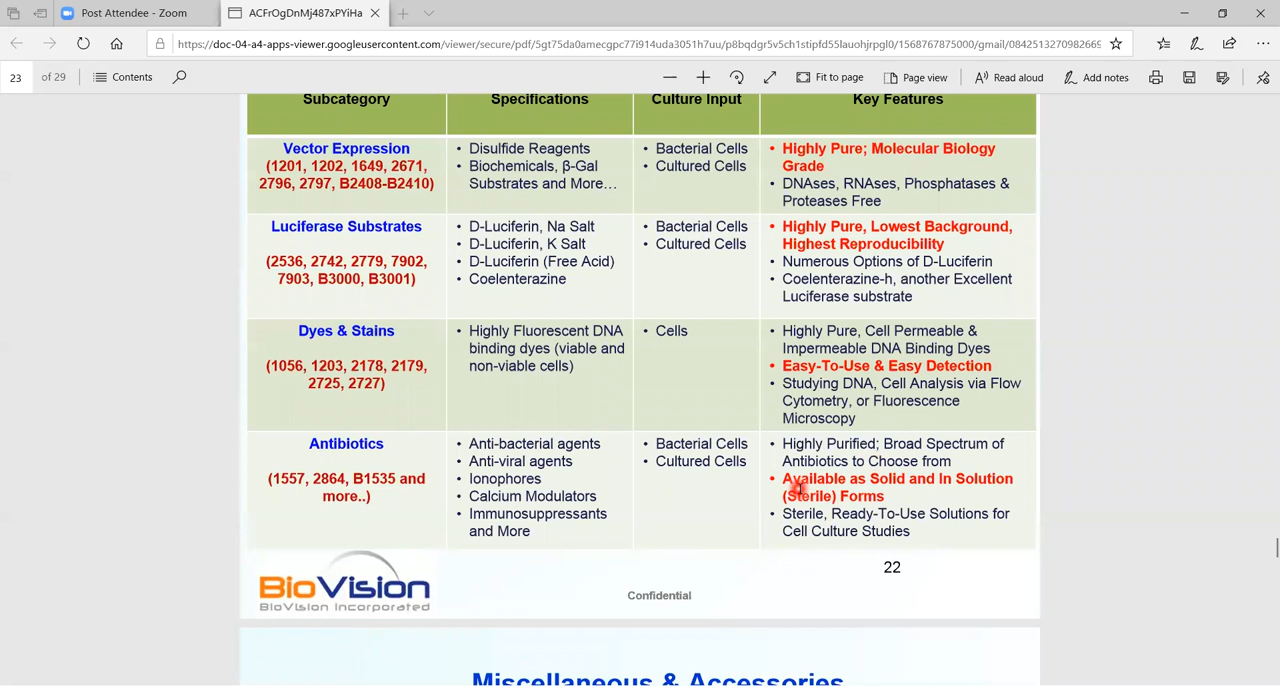 Post Attendee - Zoom
ACFrOgDnMj487xPYiHa
https://doc-04-a4-apps-viewer.googleusercontent.com/viewer/secure/pdf/5gt75da0amecgpc77i914uda3051h7uu/p8bqdgr5v5ch1stipfd55lauohjrpgl0/1568767875000/gmail/0842513270982669
23 of 29
Contents
Fit to page
Page view
Read aloud
Add notes
Subcategory
Specifications
Culture Input
Key Features
Vector Expression
(1201, 1202, 1649, 2671,
2796, 2797, B2408-B2410)
• Disulfide Reagents
• Biochemicals, β-Gal
Substrates and More…
• Bacterial Cells
• Cultured Cells
• Highly Pure; Molecular Biology
Grade
• DNAses, RNAses, Phosphatases &
Proteases Free
Luciferase Substrates
(2536, 2742, 2779, 7902,
7903, B3000, B3001)
• D-Luciferin, Na Salt
• D-Luciferin, K Salt
• D-Luciferin (Free Acid)
• Coelenterazine
• Bacterial Cells
• Cultured Cells
• Highly Pure, Lowest Background,
Highest Reproducibility
• Numerous Options of D-Luciferin
• Coelenterazine-h, another Excellent
Luciferase substrate
Dyes & Stains
(1056, 1203, 2178, 2179,
2725, 2727)
• Highly Fluorescent DNA
binding dyes (viable and
non-viable cells)
• Cells
• Highly Pure, Cell Permeable &
Impermeable DNA Binding Dyes
• Easy-To-Use & Easy Detection
• Studying DNA, Cell Analysis via Flow
Cytometry, or Fluorescence
Microscopy
Antibiotics
(1557, 2864, B1535 and
more..)
• Anti-bacterial agents
• Anti-viral agents
• Ionophores
• Calcium Modulators
• Immunosuppressants
and More
• Bacterial Cells
• Cultured Cells
• Highly Purified; Broad Spectrum of
Antibiotics to Choose from
• Available as Solid and In Solution
(Sterile) Forms
• Sterile, Ready-To-Use Solutions for
Cell Culture Studies
22
BioVision
BioVision Incorporated
Confidential
Miscellaneous & Accessories